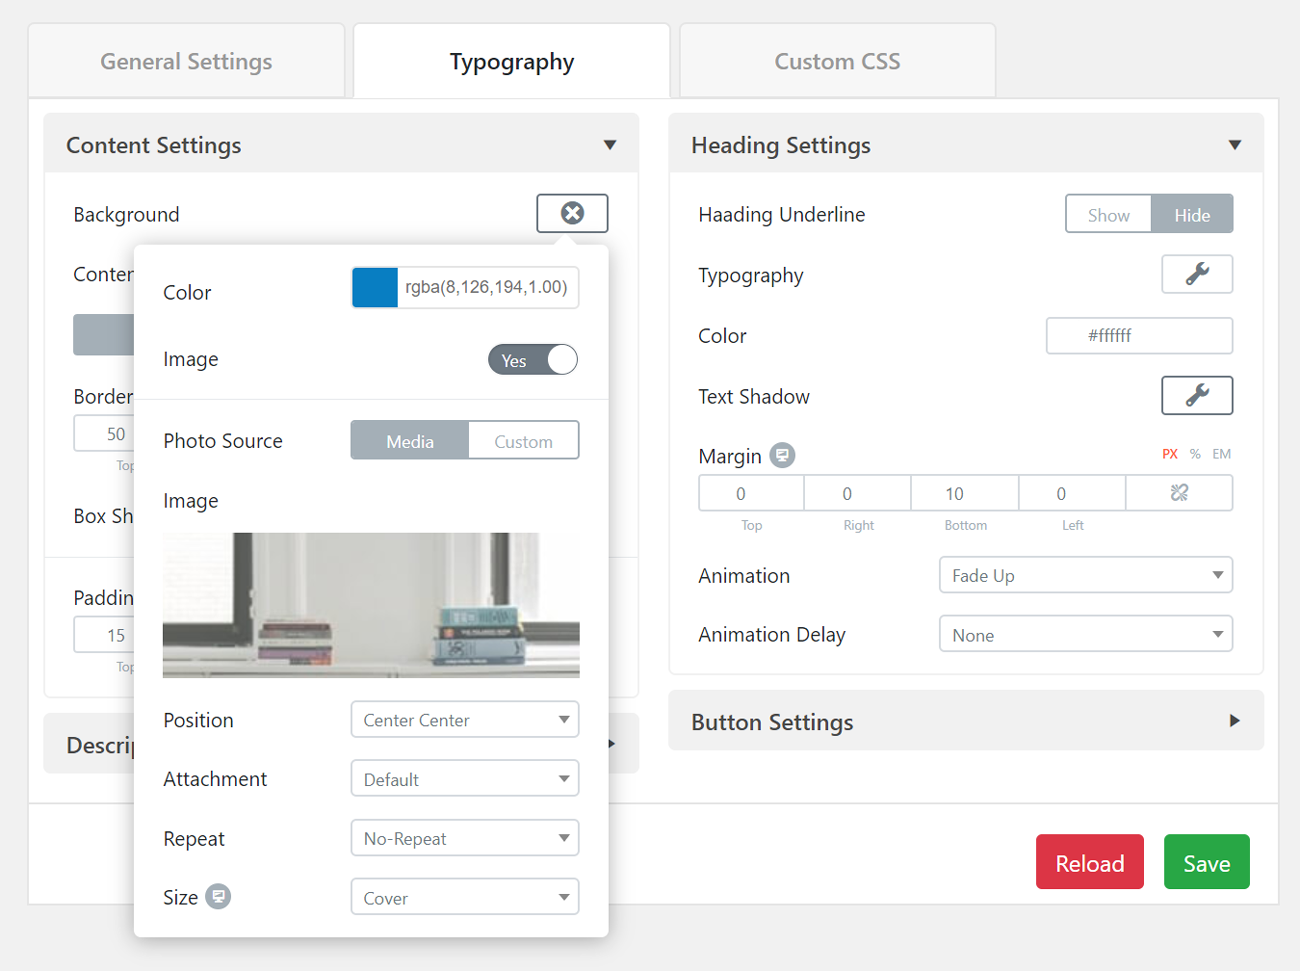 General Settings
Typography
Custom CSS
Content Settings
Background
Conten
Border
50
Top
Box Sh
Paddin
15
Top
Descrip
Color
rgba(8,126,194,1.00)
Image
Yes
Photo Source
Media
Custom
Image
Position
Center Center
Attachment
Default
Repeat
No-Repeat
Size
Cover
Heading Settings
Haading Underline
Show
Hide
Typography
Color
#ffffff
Text Shadow
Margin
PX % EM
0 0 10 0
Top Right Bottom Left
Animation
Fade Up
Animation Delay
None
Button Settings
Reload
Save